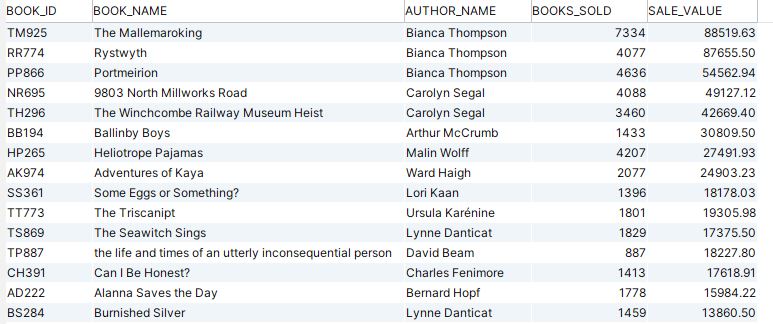 BOOK_ID BOOK_NAME AUTHOR_NAME BOOKS_SOLD SALE_VALUE
TM925 The Mallemaroking Bianca Thompson 7334 88519.63
RR774 Rystwyth Bianca Thompson 4077 87655.50
PP866 Portmeirion Bianca Thompson 4636 54562.94
NR695 9803 North Millworks Road Carolyn Segal 4088 49127.12
TH296 The Winchcombe Railway Museum Heist Carolyn Segal 3460 42669.40
BB194 Ballinby Boys Arthur McCrumb 1433 30809.50
HP265 Heliotrope Pajamas Malin Wolff 4207 27491.93
AK974 Adventures of Kaya Ward Haigh 2077 24903.23
SS361 Some Eggs or Something? Lori Kaan 1396 18178.03
TT773 The Triscanipt Ursula Karénine 1801 19305.98
TS869 The Seawitch Sings Lynne Danticat 1829 17375.50
TP887 the life and times of an utterly inconsequential person David Beam 887 18227.80
CH391 Can I Be Honest? Charles Fenimore 1413 17618.91
AD222 Alanna Saves the Day Bernard Hopf 1778 15984.22
BS284 Burnished Silver Lynne Danticat 1459 13860.50